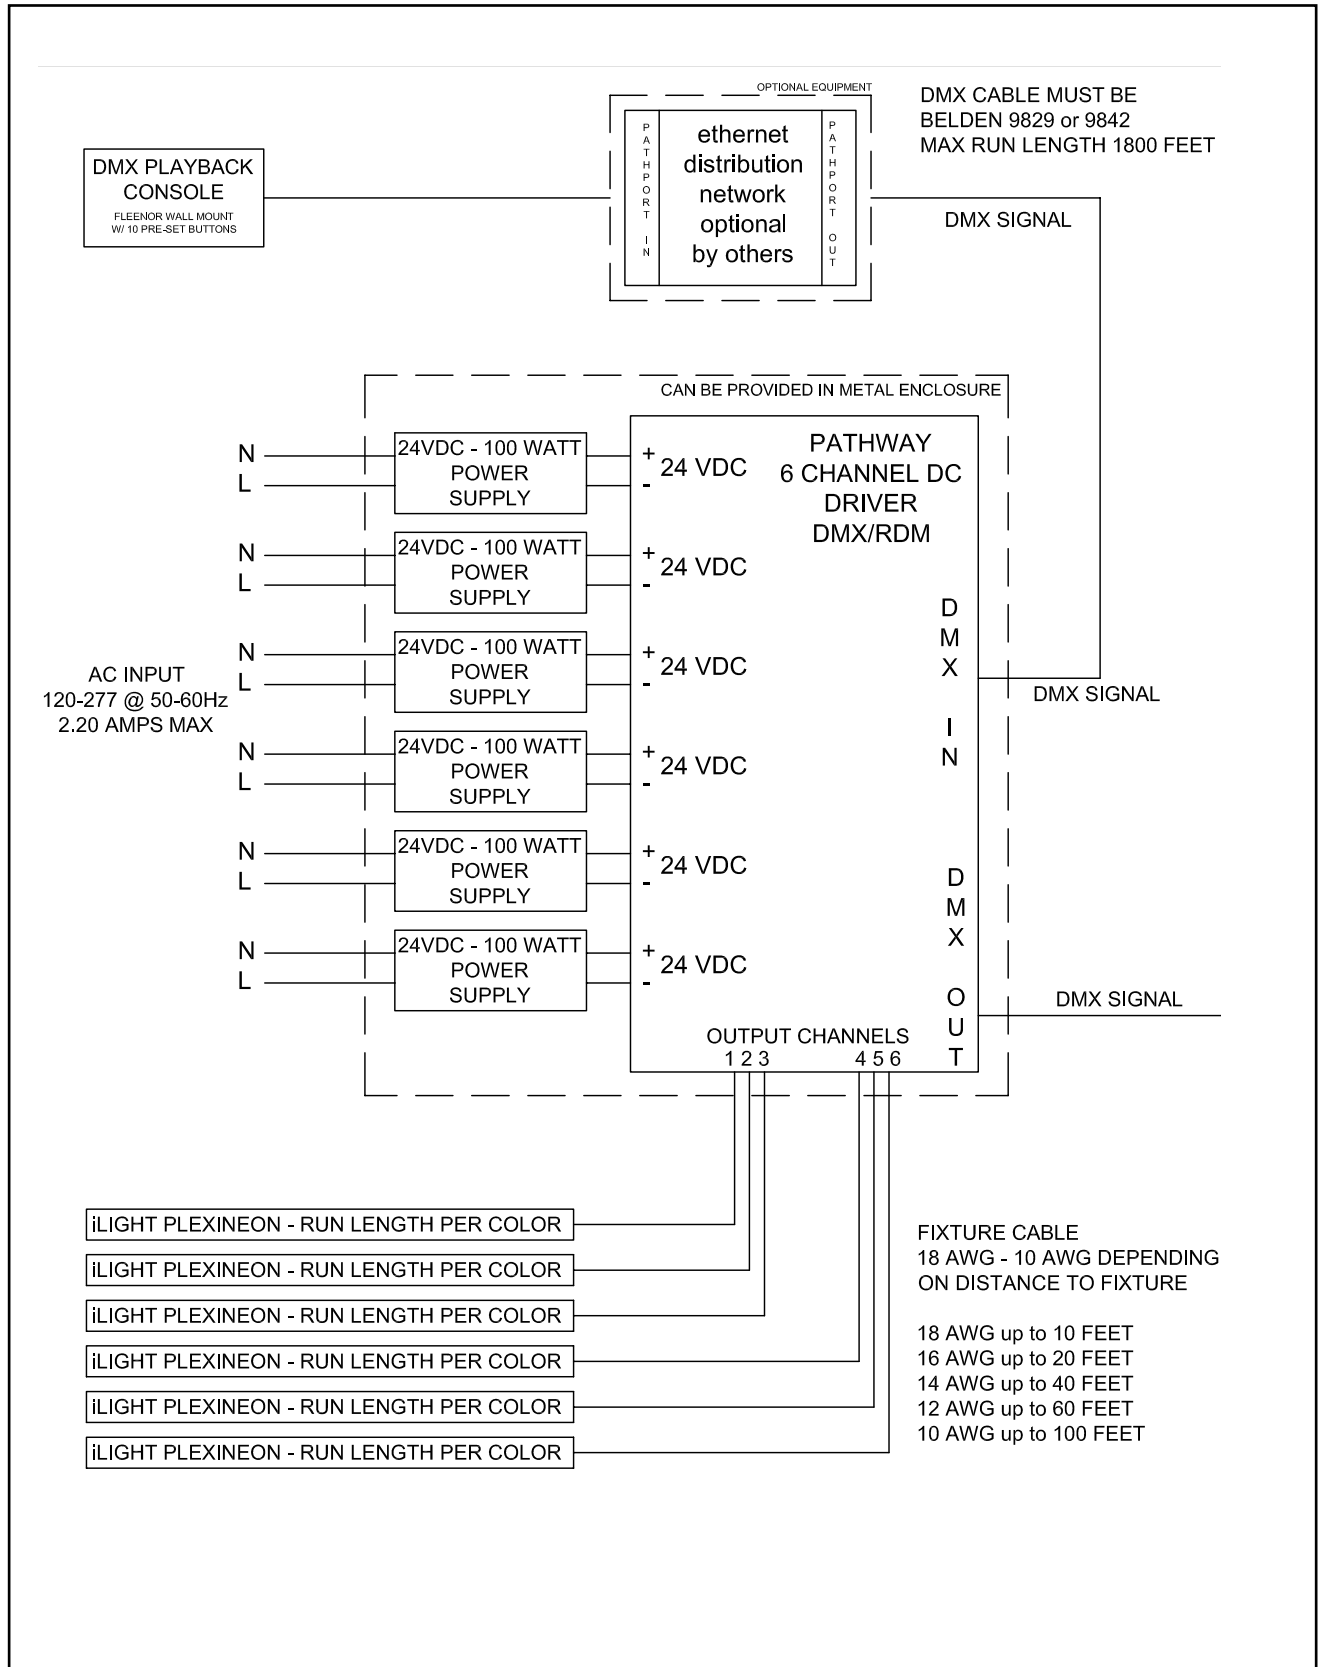 OPTIONAL EQUIPMENT
DMX CABLE MUST BE
BELDEN 9829 or 9842
MAX RUN LENGTH 1800 FEET
DMX PLAYBACK
CONSOLE
FLEENOR WALL MOUNT
W/ 10 PRE-SET BUTTONS
PATHPORT IN
ethernet
distribution
network
optional
by others
PATHPORT OUT
DMX SIGNAL
CAN BE PROVIDED IN METAL ENCLOSURE
PATHWAY
6 CHANNEL DC
DRIVER
DMX/RDM
N
L
24VDC - 100 WATT
POWER
SUPPLY
+
-
24 VDC
N
L
24VDC - 100 WATT
POWER
SUPPLY
+
-
24 VDC
AC INPUT
120-277 @ 50-60Hz
2.20 AMPS MAX
N
L
24VDC - 100 WATT
POWER
SUPPLY
+
-
24 VDC
DMX IN
DMX SIGNAL
N
L
24VDC - 100 WATT
POWER
SUPPLY
+
-
24 VDC
N
L
24VDC - 100 WATT
POWER
SUPPLY
+
-
24 VDC
N
L
24VDC - 100 WATT
POWER
SUPPLY
+
-
24 VDC
DMX OUT
DMX SIGNAL
OUTPUT CHANNELS
1 2 3 4 5 6
iLIGHT PLEXINEON - RUN LENGTH PER COLOR
iLIGHT PLEXINEON - RUN LENGTH PER COLOR
iLIGHT PLEXINEON - RUN LENGTH PER COLOR
iLIGHT PLEXINEON - RUN LENGTH PER COLOR
iLIGHT PLEXINEON - RUN LENGTH PER COLOR
iLIGHT PLEXINEON - RUN LENGTH PER COLOR
FIXTURE CABLE
18 AWG - 10 AWG DEPENDING
ON DISTANCE TO FIXTURE
18 AWG up to 10 FEET
16 AWG up to 20 FEET
14 AWG up to 40 FEET
12 AWG up to 60 FEET
10 AWG up to 100 FEET